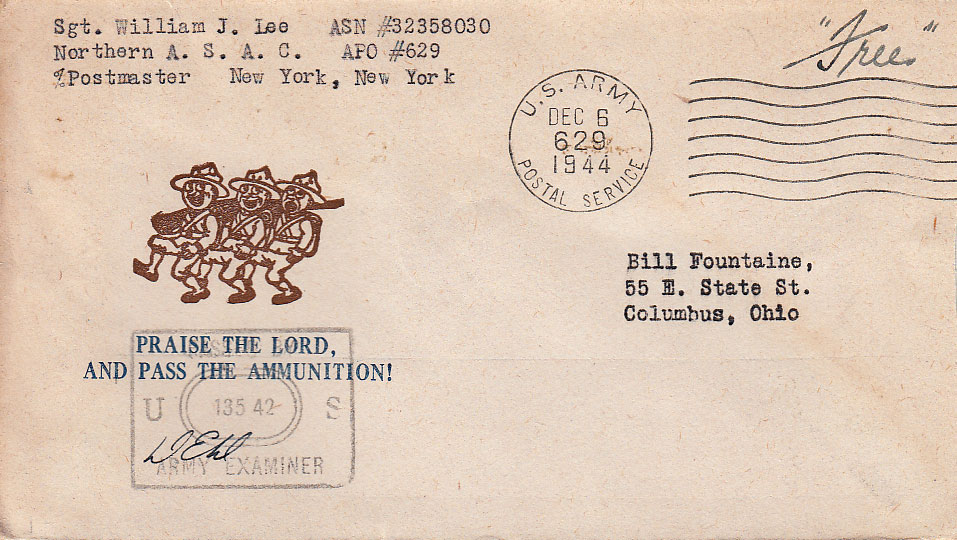 Sgt. William J. Lee ASN #32358030
Northern A. S. A. C. APO #629
%Postmaster New York, New York
"Free"
U.S. ARMY
DEC 6
629
1944
POSTAL SERVICE
Bill Fountaine,
55 E. State St.
Columbus, Ohio
PRAISE THE LORD,
AND PASS THE AMMUNITION!
PASSED BY
U 13542 S
ARMY EXAMINER